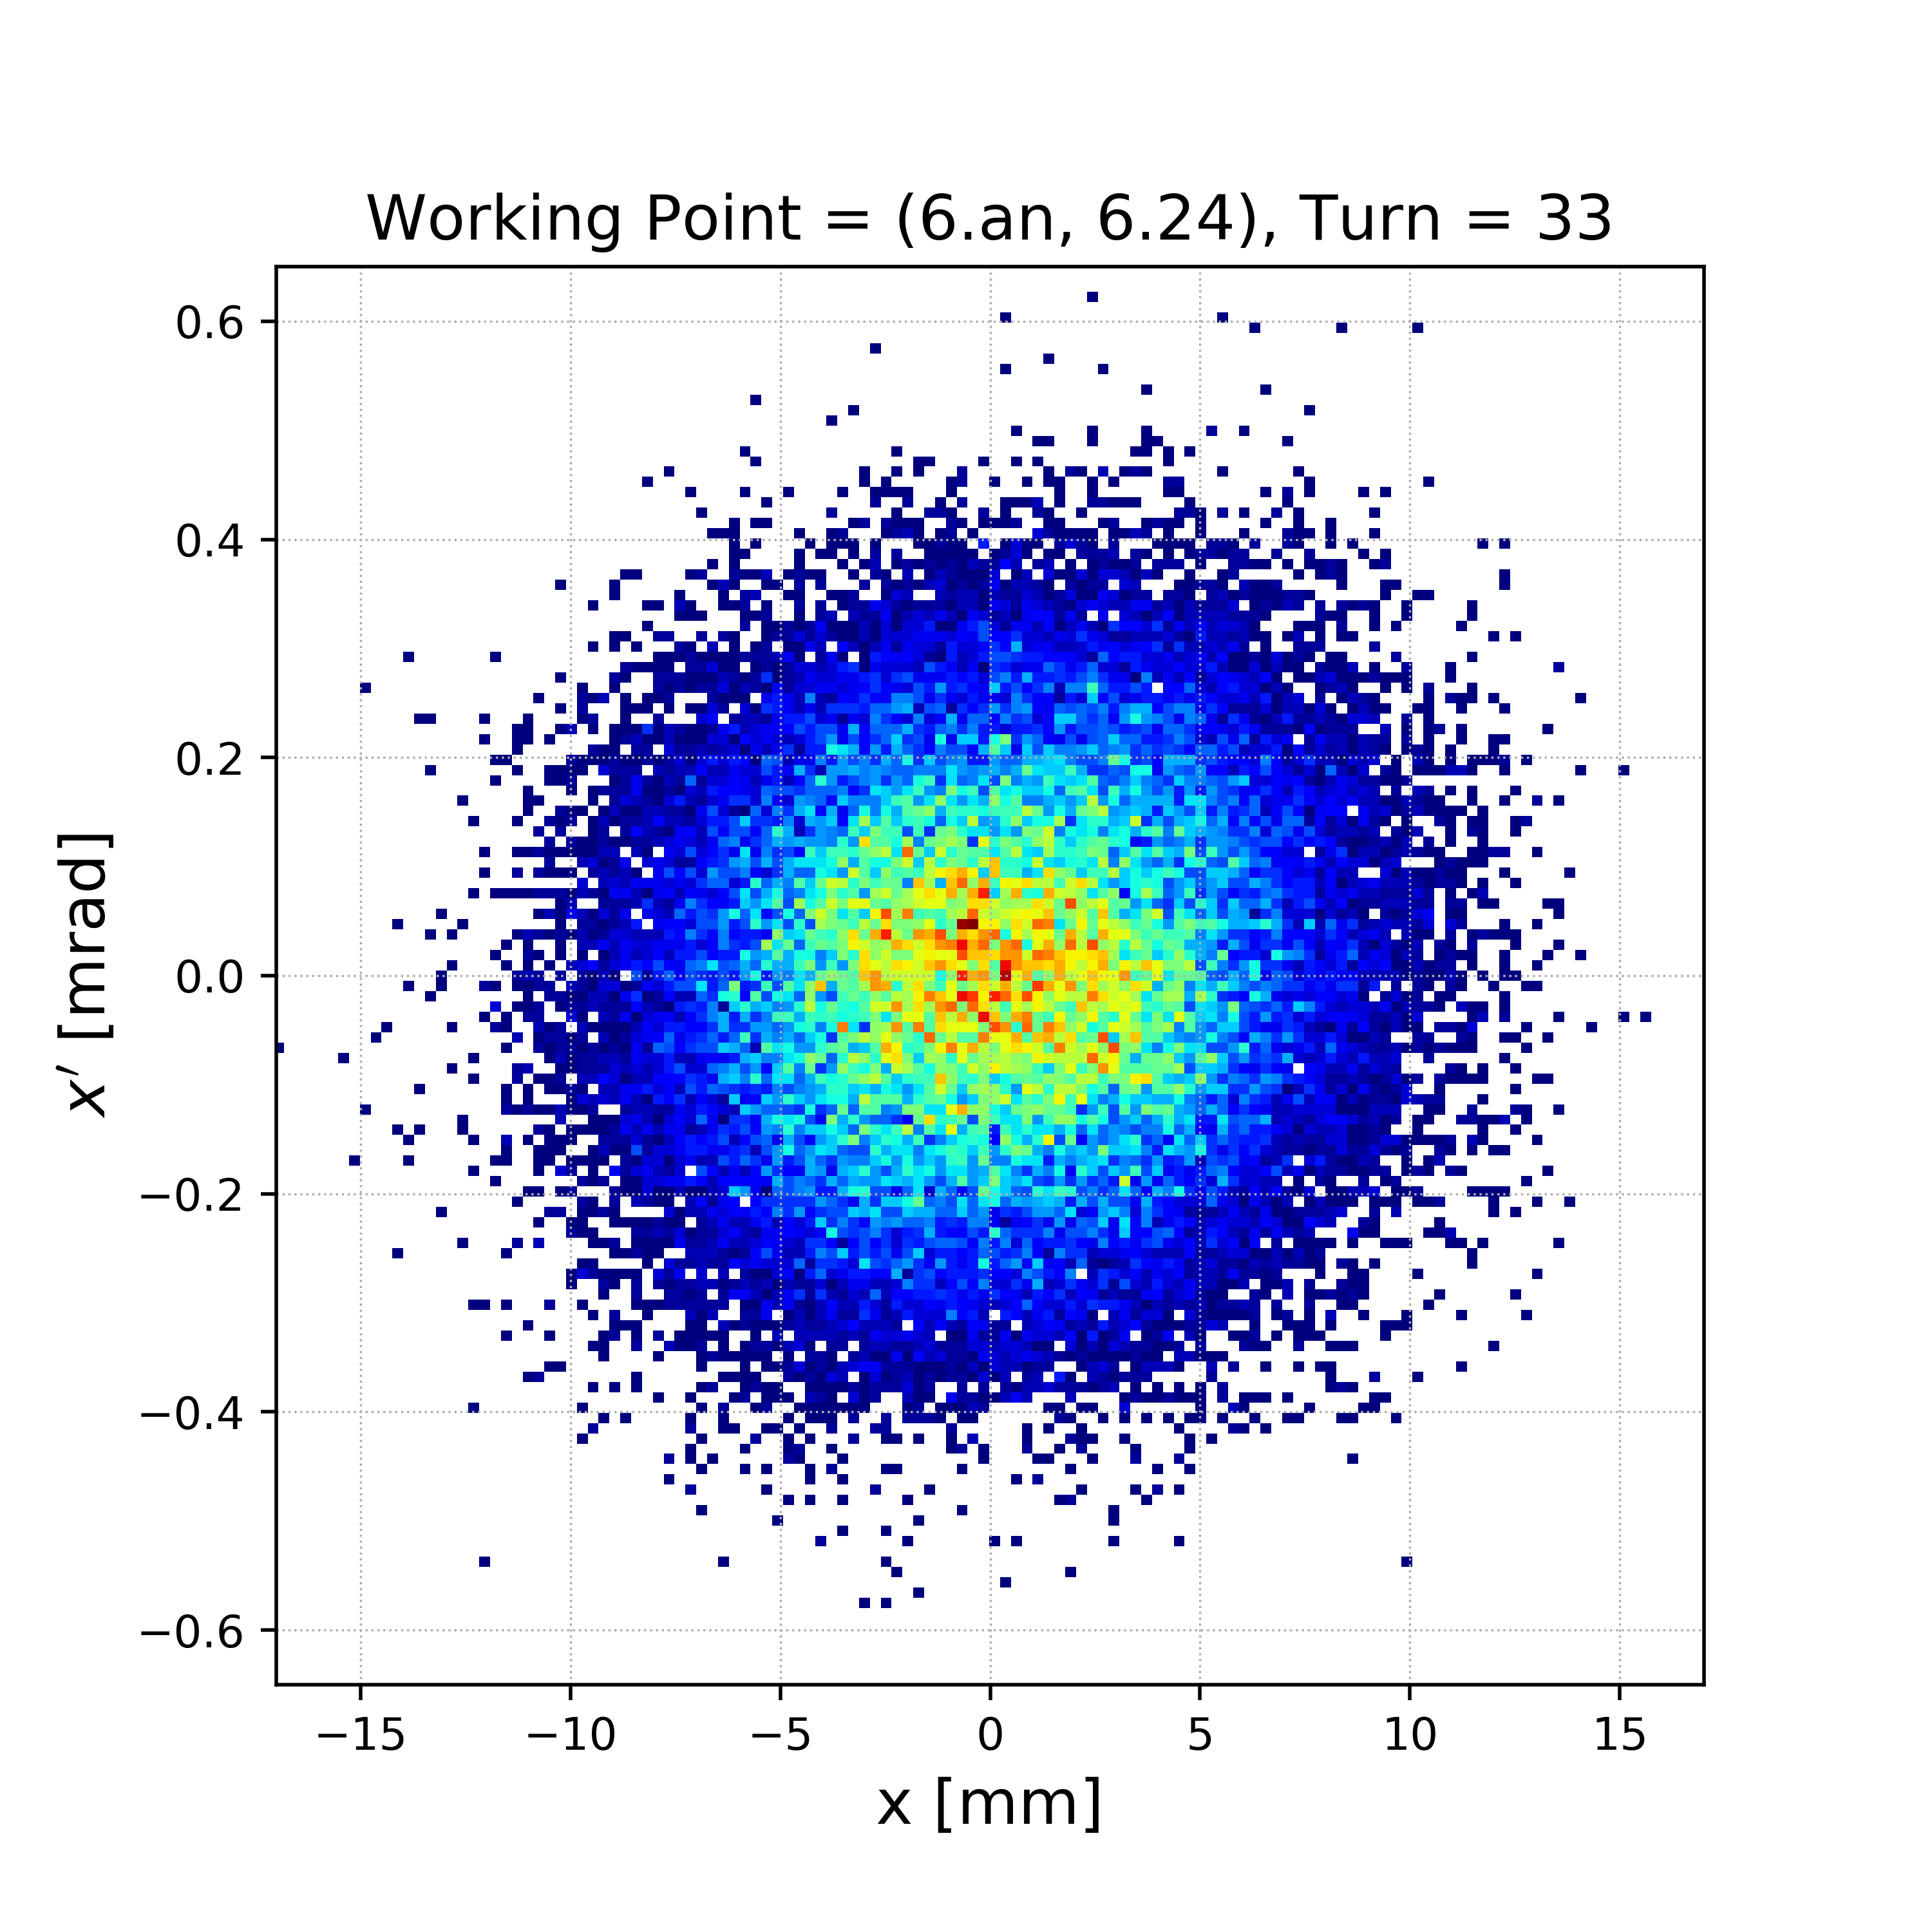 Working Point = (6.an, 6.24), Turn = 33
0.6
0.4
0.2
0.0
−0.2
−0.4
−0.6
x′ [mrad]
−15 −10 −5 0 5 10 15
x [mm]